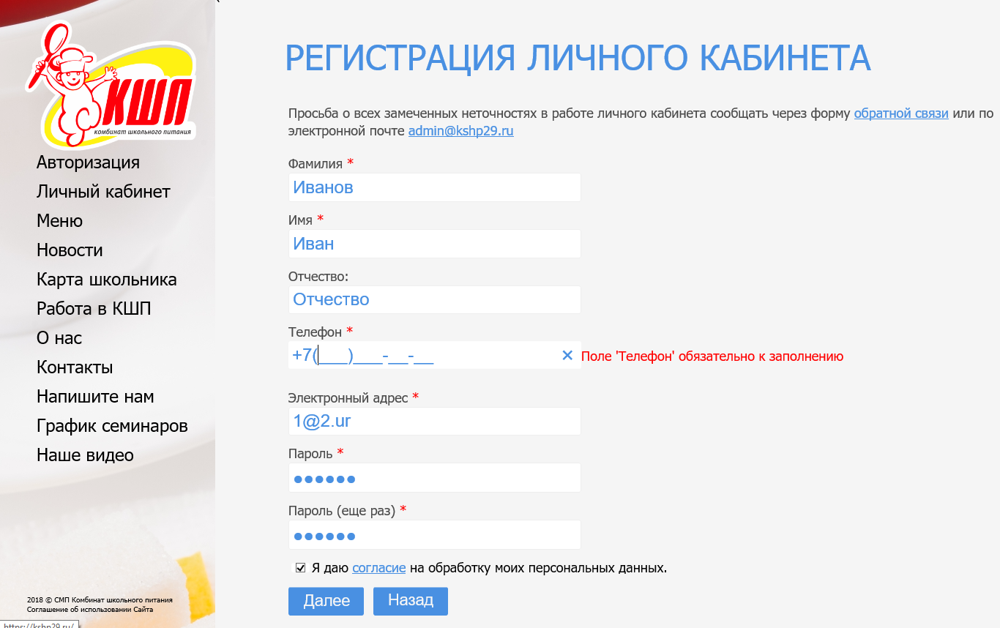 КШП
комбинат школьного питания
Авторизация
Личный кабинет
Меню
Новости
Карта школьника
Работа в КШП
О нас
Контакты
Напишите нам
График семинаров
Наше видео
2018 © СМП Комбинат школьного питания
Соглашение об использовании Сайта
https://kshp29.ru/
РЕГИСТРАЦИЯ ЛИЧНОГО КАБИНЕТА
Просьба о всех замеченных неточностях в работе личного кабинета сообщать через форму обратной связи или по
электронной почте admin@kshp29.ru
Фамилия *
Иванов
Имя *
Иван
Отчество:
Отчество
Телефон *
+7(___)___-__-__ × Поле 'Телефон' обязательно к заполнению
Электронный адрес *
1@2.ur
Пароль *
●●●●●●
Пароль (еще раз) *
●●●●●●
Я даю согласие на обработку моих персональных данных.
Далее Назад